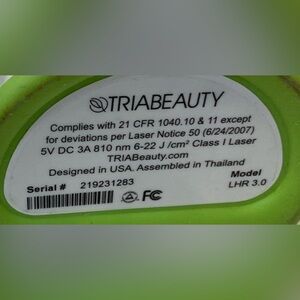 TRIABEAUTY
Complies with 21 CFR 1040.10 & 11 except
for deviations per Laser Notice 50 (6/24/2007)
5V DC 3A 810 nm 6-22 J / cm² Class I Laser
TRIABeauty.com
Designed in USA. Assembled in Thailand
Serial # 219231283
Model
LHR 3.0
FC